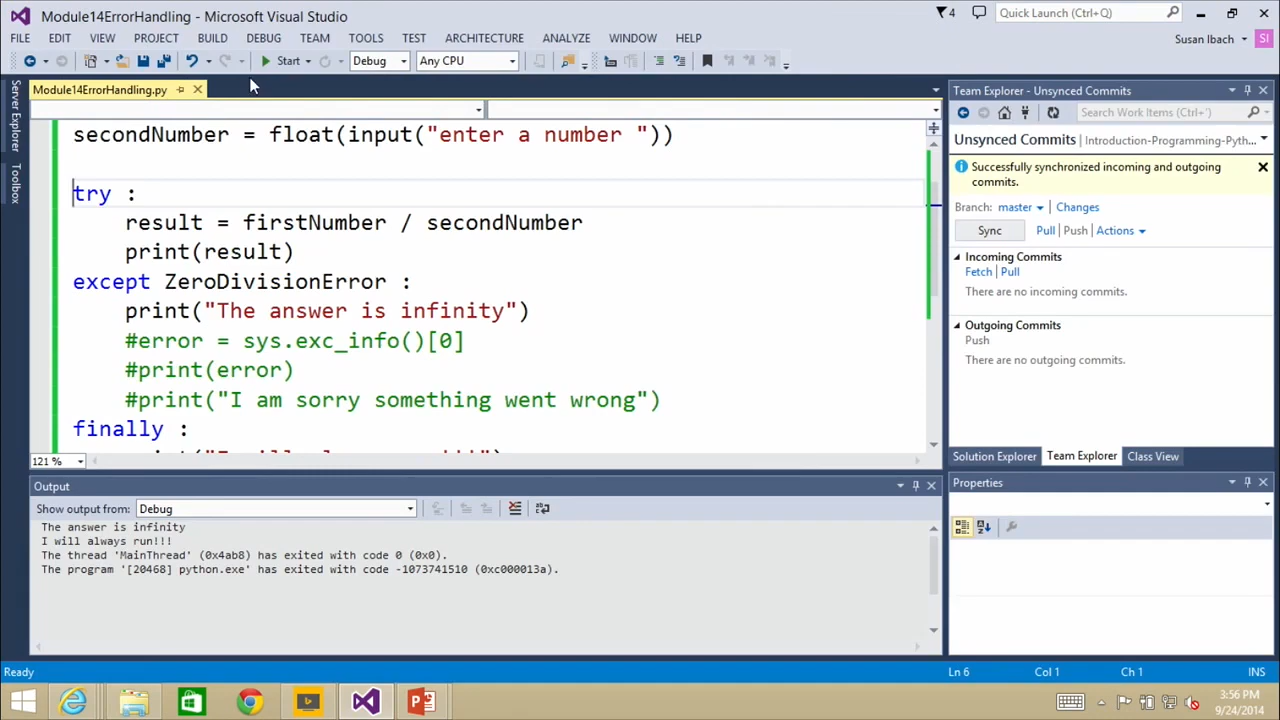 Module14ErrorHandling - Microsoft Visual Studio
4
Quick Launch (Ctrl+Q)
FILE EDIT VIEW PROJECT BUILD DEBUG TEAM TOOLS TEST ARCHITECTURE ANALYZE WINDOW HELP
Susan Ibach
SI
Start
Debug
Any CPU
Server Explorer
Toolbox
Module14ErrorHandling.py
secondNumber = float(input("enter a number "))
try :
result = firstNumber / secondNumber
print(result)
except ZeroDivisionError :
print("The answer is infinity")
#error = sys.exc_info()[0]
#print(error)
#print("I am sorry something went wrong")
finally :
121 %
Output
Show output from: Debug
The answer is infinity
I will always run!!!
The thread 'MainThread' (0x4ab8) has exited with code 0 (0x0).
The program '[20468] python.exe' has exited with code -1073741510 (0xc000013a).
Team Explorer - Unsynced Commits
Search Work Items (Ctrl+')
Unsynced Commits | Introduction-Programming-Pyth...
Successfully synchronized incoming and outgoing
commits.
Branch: master Changes
Sync Pull | Push | Actions
Incoming Commits
Fetch | Pull
There are no incoming commits.
Outgoing Commits
Push
There are no outgoing commits.
Solution Explorer Team Explorer Class View
Properties
Ready
Ln 6 Col 1 Ch 1 INS
3:56 PM
9/24/2014